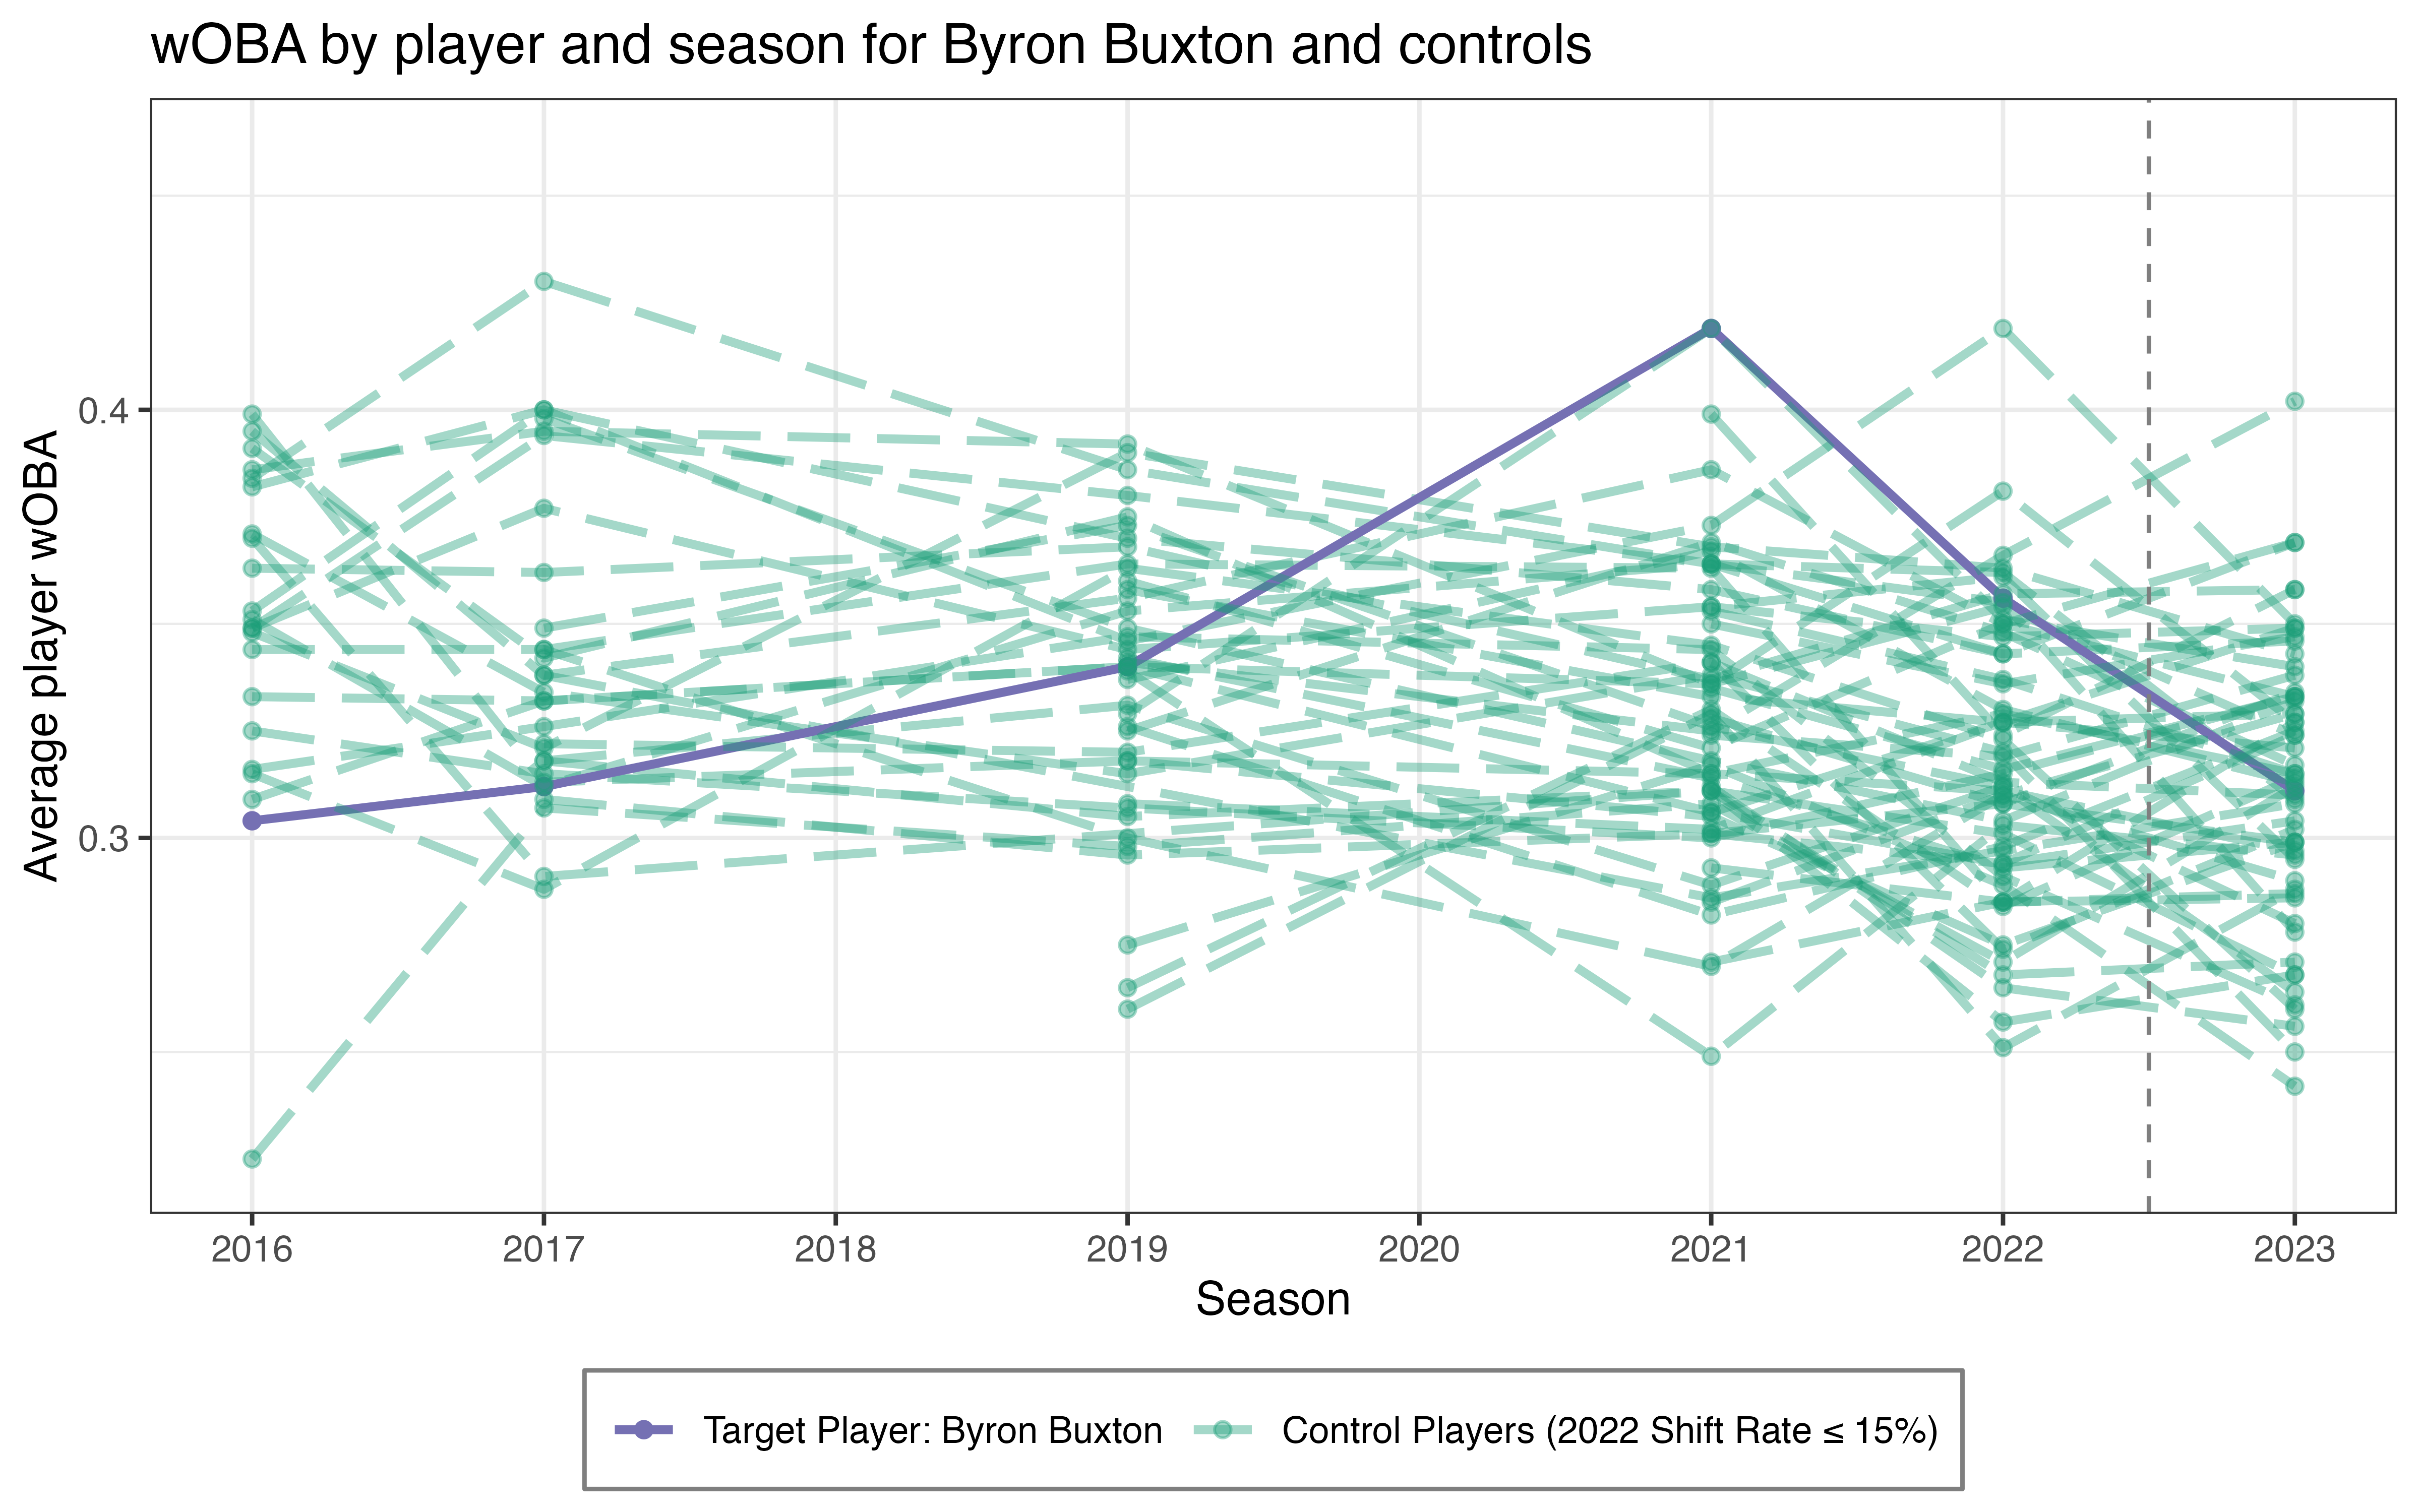 wOBA by player and season for Byron Buxton and controls
Average player wOBA
0.4
0.3
2016 2017 2018 2019 2020 2021 2022 2023
Season
Target Player: Byron Buxton Control Players (2022 Shift Rate ≤ 15%)